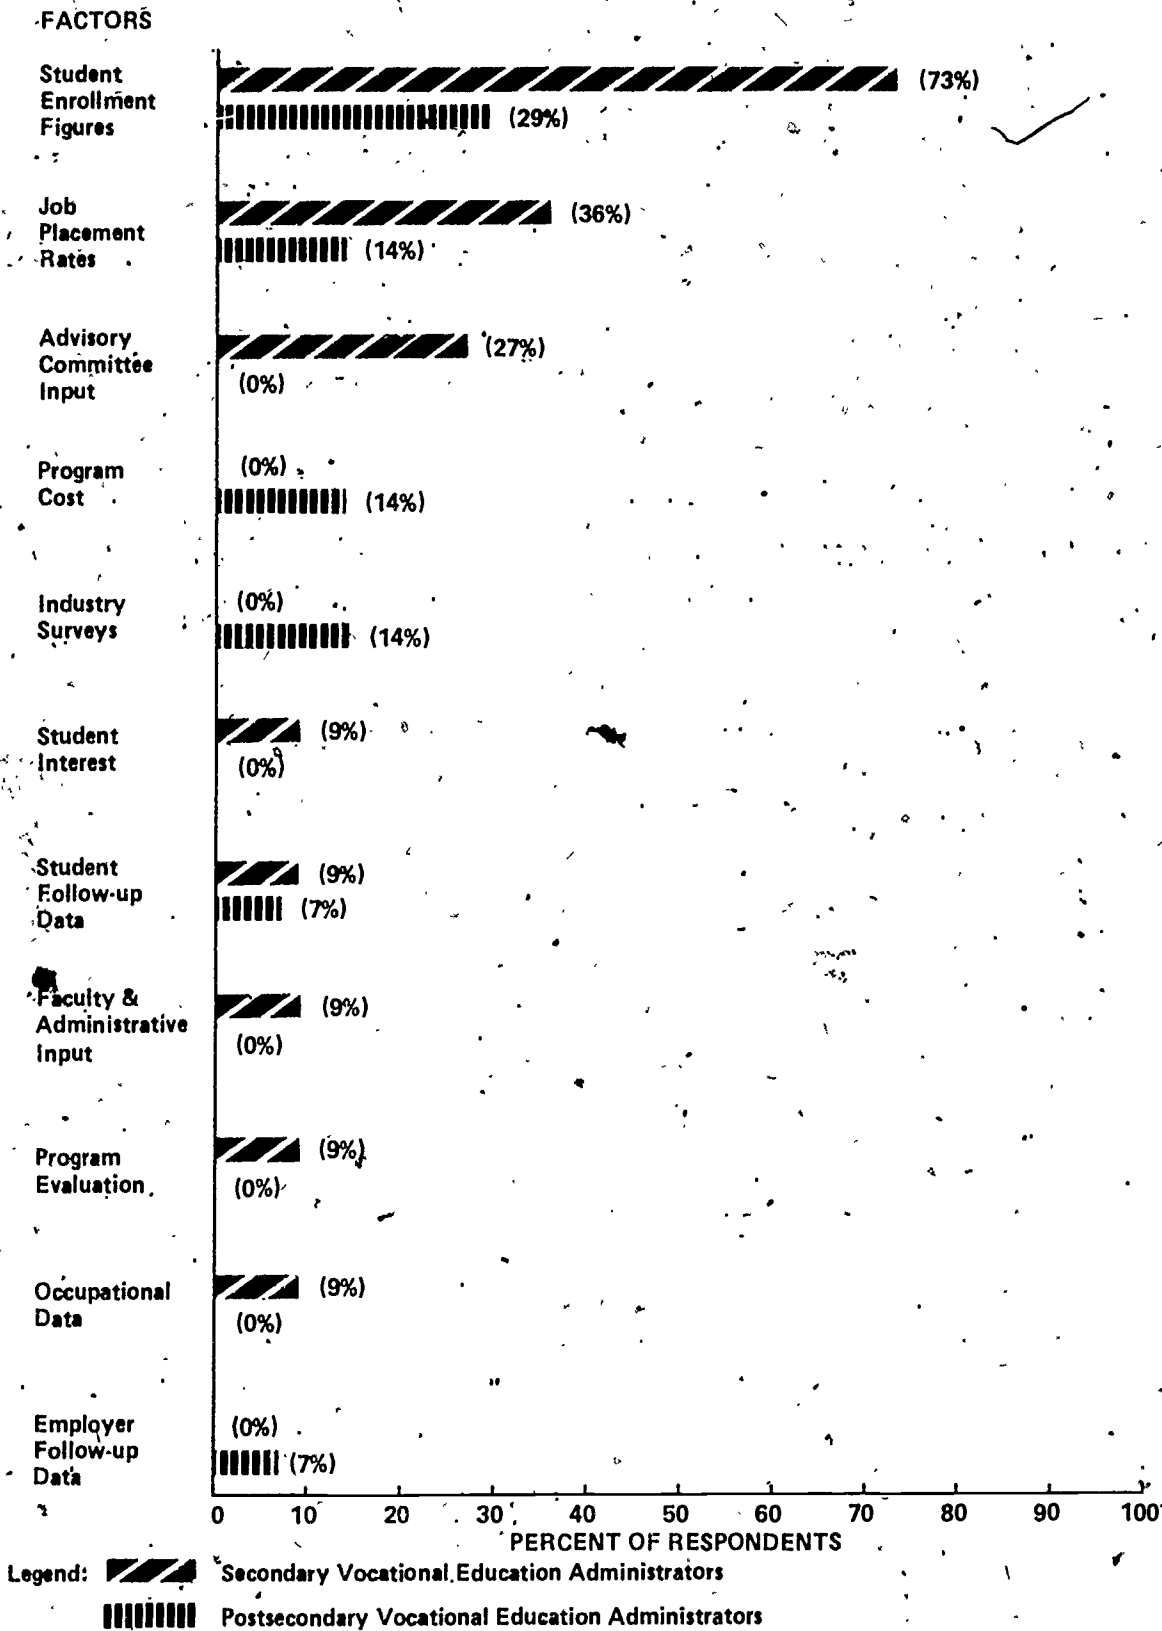 FACTORS
Student
Enrollment
Figures
(73%)
(29%)
Job
Placement
Rates
(36%)
(14%)
Advisory
Committee
Input
(27%)
(0%)
Program
Cost
(0%)
(14%)
Industry
Surveys
(0%)
(14%)
Student
Interest
(9%)
(0%)
Student
Follow-up
Data
(9%)
(7%)
Faculty &
Administrative
Input
(9%)
(0%)
Program
Evaluation
(9%)
(0%)
Occupational
Data
(9%)
(0%)
Employer
Follow-up
Data
(0%)
(7%)
0 10 20 30 40 50 60 70 80 90 100
PERCENT OF RESPONDENTS
Legend: Secondary Vocational Education Administrators
Postsecondary Vocational Education Administrators